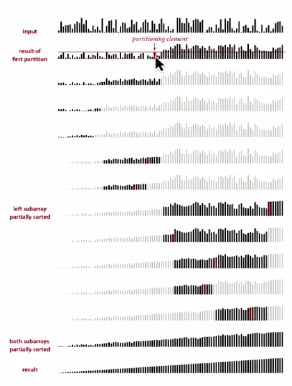 input
partitioning element
result of
first partition
left subarray
partially sorted
both subarrays
partially sorted
result